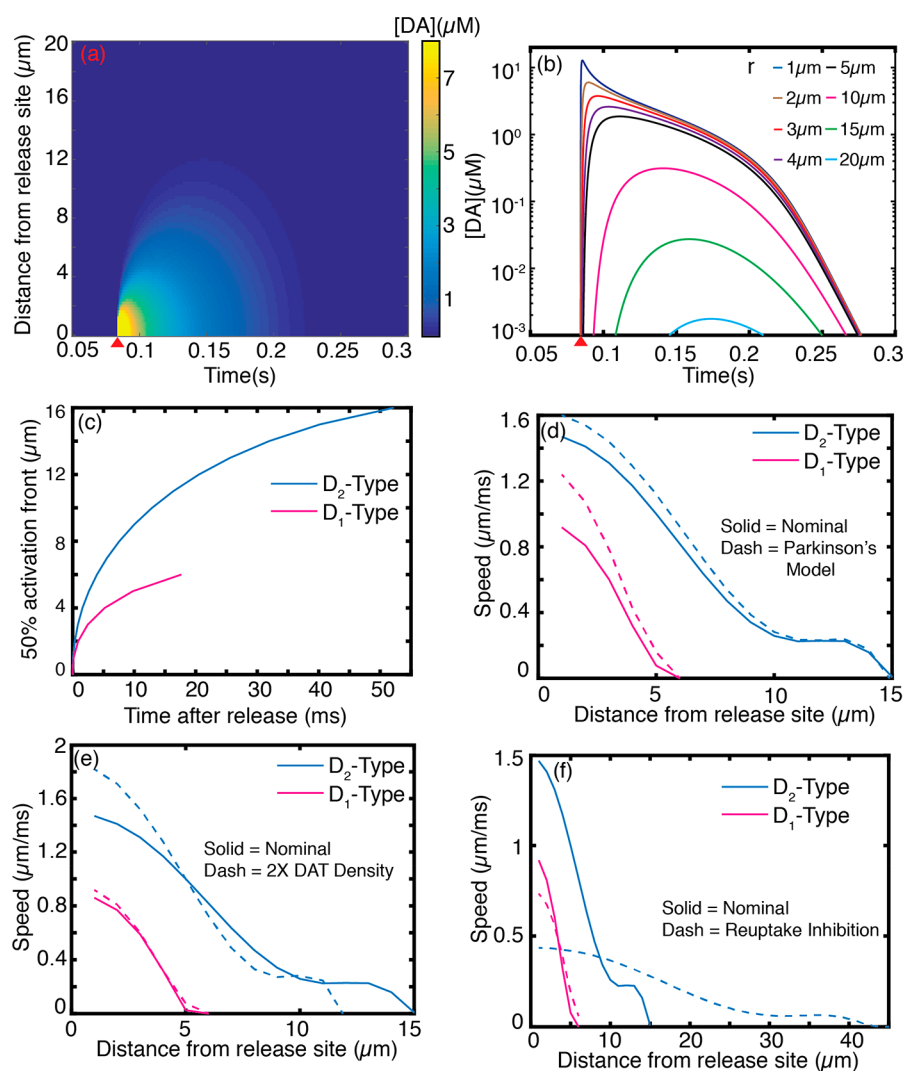 [DA](μM)
(a)
Distance from release site (μm)
20
16
12
8
4
0
0.05
0.1
0.15
0.2
0.25
0.3
Time(s)
7
5
3
1
(b)
[DA](μM)
10¹
10⁰
10⁻¹
10⁻²
10⁻³
r
1μm
5μm
2μm
10μm
3μm
15μm
4μm
20μm
0.05
0.1
0.15
0.2
0.25
0.3
Time(s)
(c)
50% activation front (μm)
16
12
8
4
0
D₂-Type
D₁-Type
0
10
20
30
40
50
Time after release (ms)
(d)
Speed (μm/ms)
1.6
1.2
0.8
0.4
0
D₂-Type
D₁-Type
Solid = Nominal
Dash = Parkinson's
Model
0
5
10
15
Distance from release site (μm)
(e)
Speed (μm/ms)
2
1.6
1.2
0.8
0.4
0
D₂-Type
D₁-Type
Solid = Nominal
Dash = 2X DAT Density
0
5
10
15
Distance from release site (μm)
(f)
Speed (μm/ms)
1.5
1
0.5
0
D₂-Type
D₁-Type
Solid = Nominal
Dash = Reuptake Inhibition
0
10
20
30
40
Distance from release site (μm)